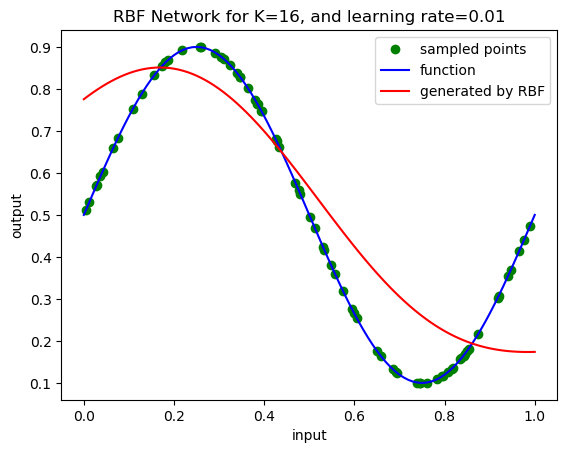 RBF Network for K=16, and learning rate=0.01
sampled points
function
generated by RBF
output
0.9
0.8
0.7
0.6
0.5
0.4
0.3
0.2
0.1
0.0 0.2 0.4 0.6 0.8 1.0
input